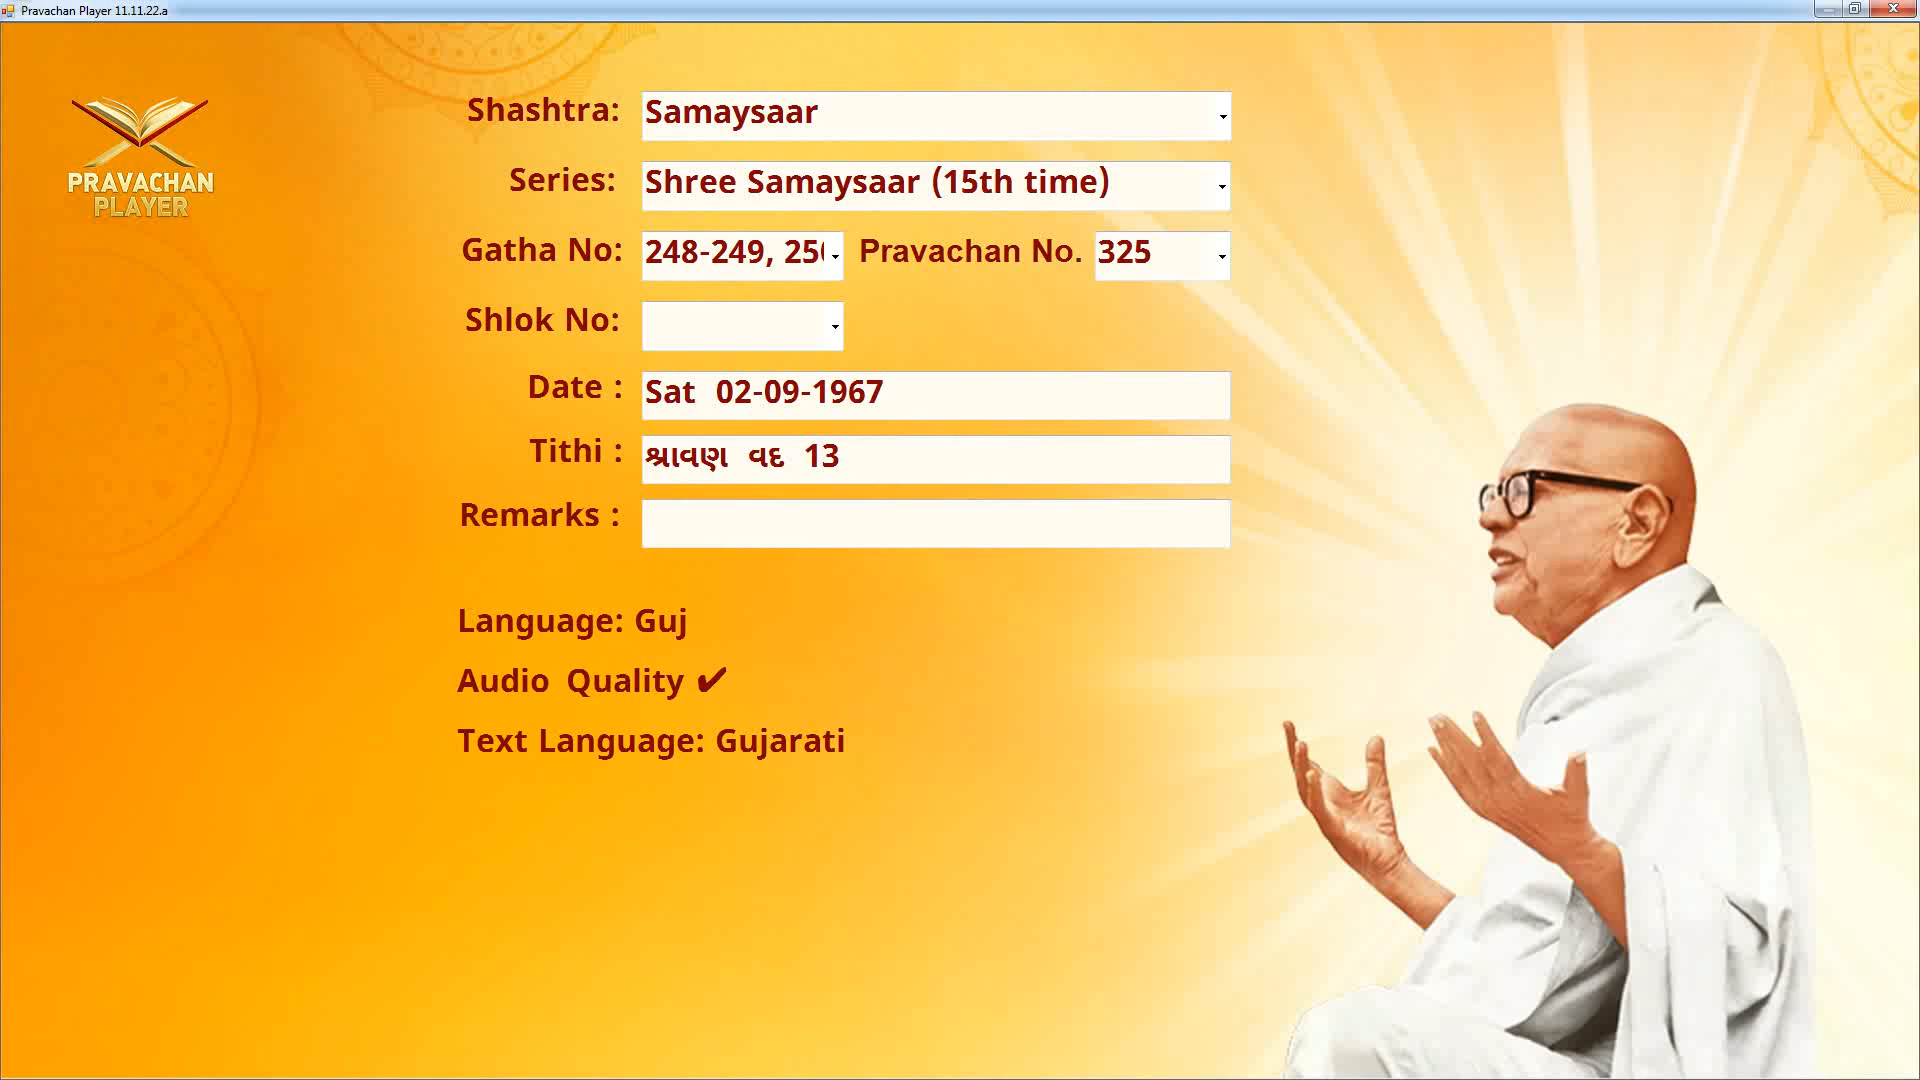 Pravachan Player 11.11.22.a
PRAVACHAN
PLAYER
Shashtra: Samaysaar
Series: Shree Samaysaar (15th time)
Gatha No: 248-249, 250 Pravachan No. 325
Shlok No:
Date : Sat 02-09-1967
Tithi : શ્રાવણ વદ 13
Remarks :
Language: Guj
Audio Quality ✔
Text Language: Gujarati